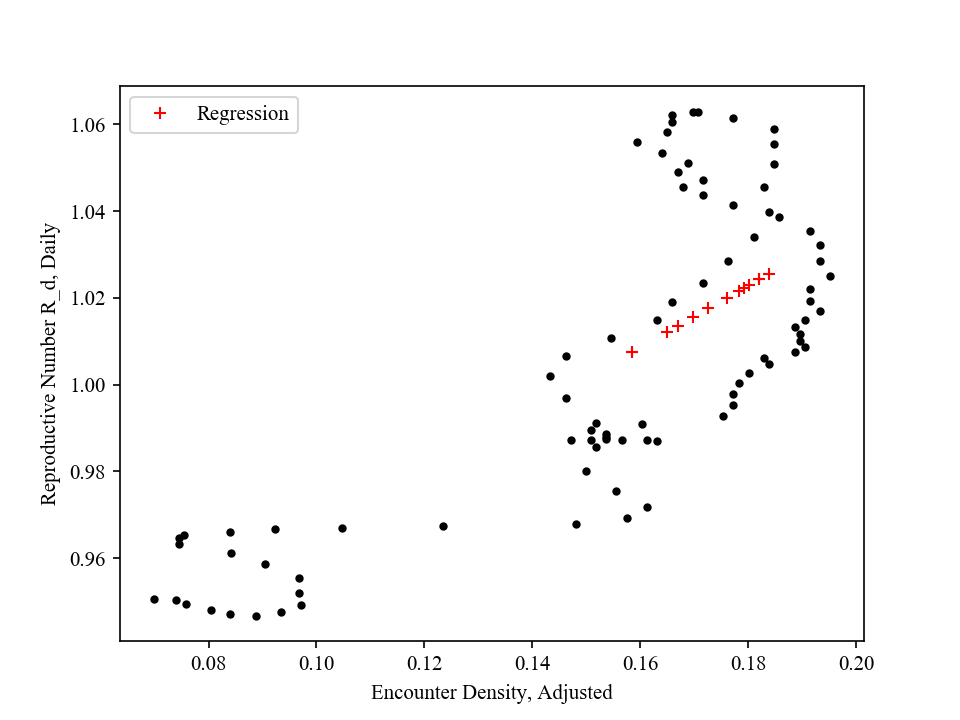 Regression
1.06
1.04
1.02
1.00
0.98
0.96
Reproductive Number R_d, Daily
0.08 0.10 0.12 0.14 0.16 0.18 0.20
Encounter Density, Adjusted